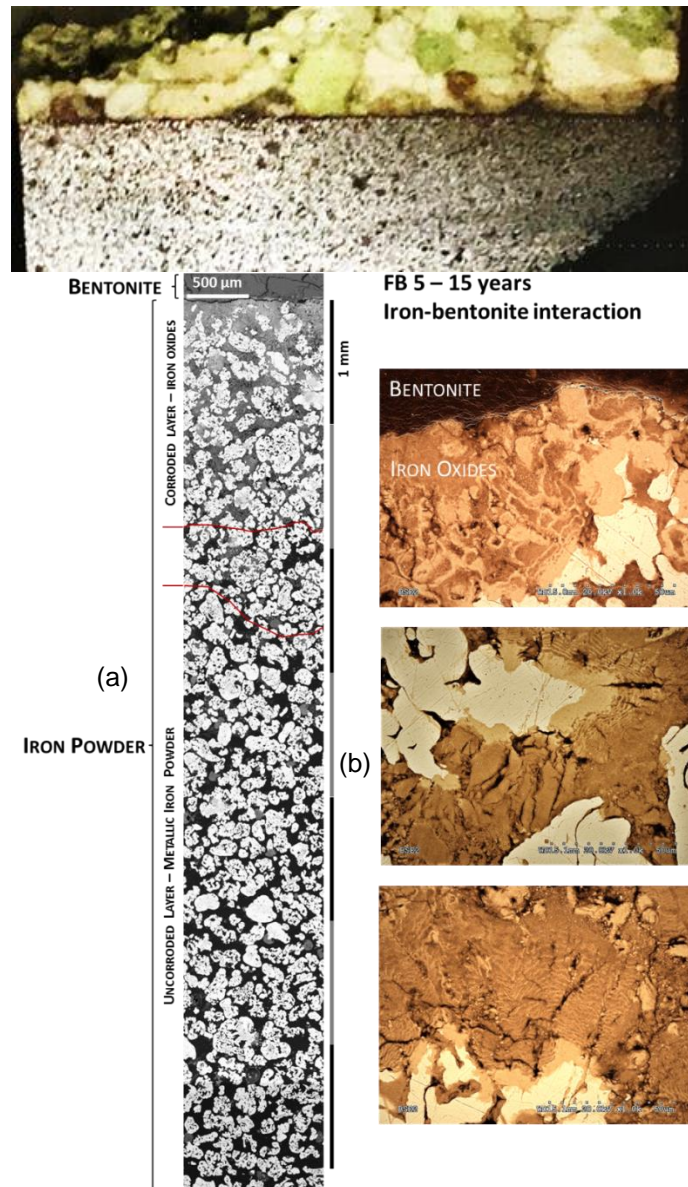 BENTONITE
500 µm
FB 5 – 15 years
Iron-bentonite interaction
1 mm
CORRODED LAYER – IRON OXIDES
BENTONITE
IRON OXIDES
(a)
IRON POWDER
(b)
UNCORRODED LAYER – METALLIC IRON POWDER